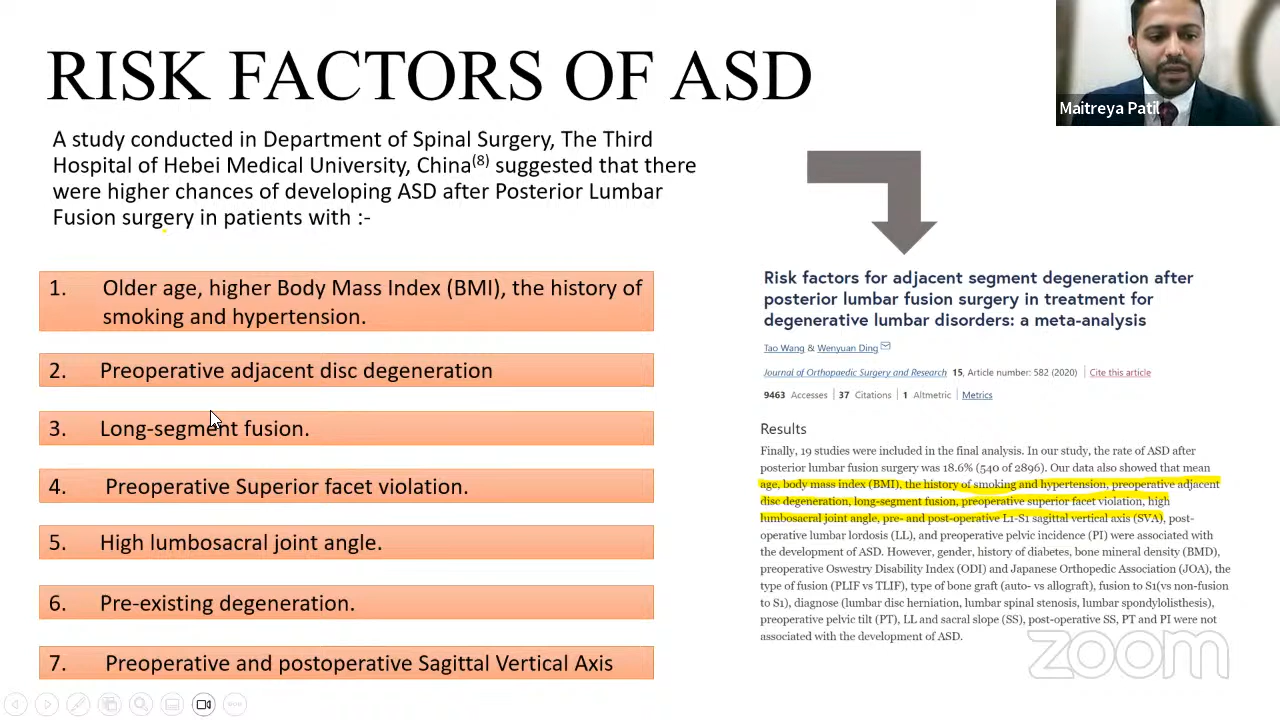 RISK FACTORS OF ASD
Maitreya Patil
A study conducted in Department of Spinal Surgery, The Third
Hospital of Hebei Medical University, China(8) suggested that there
were higher chances of developing ASD after Posterior Lumbar
Fusion surgery in patients with :-
1. Older age, higher Body Mass Index (BMI), the history of
smoking and hypertension.
2. Preoperative adjacent disc degeneration
3. Long-segment fusion.
4. Preoperative Superior facet violation.
5. High lumbosacral joint angle.
6. Pre-existing degeneration.
7. Preoperative and postoperative Sagittal Vertical Axis
Risk factors for adjacent segment degeneration after
posterior lumbar fusion surgery in treatment for
degenerative lumbar disorders: a meta-analysis
Tao Wang & Wenyuan Ding
Journal of Orthopaedic Surgery and Research 15, Article number: 582 (2020) | Cite this article
9463 Accesses | 37 Citations | 1 Altmetric | Metrics
Results
Finally, 19 studies were included in the final analysis. In our study, the rate of ASD after
posterior lumbar fusion surgery was 18.6% (540 of 2896). Our data also showed that mean
age, body mass index (BMI), the history of smoking and hypertension, preoperative adjacent
disc degeneration, long-segment fusion, preoperative superior facet violation, high
lumbosacral joint angle, pre- and post-operative L1-S1 sagittal vertical axis (SVA), post-
operative lumbar lordosis (LL), and preoperative pelvic incidence (PI) were associated with
the development of ASD. However, gender, history of diabetes, bone mineral density (BMD),
preoperative Oswestry Disability Index (ODI) and Japanese Orthopedic Association (JOA), the
type of fusion (PLIF vs TLIF), type of bone graft (auto- vs allograft), fusion to S1(vs non-fusion
to S1), diagnose (lumbar disc herniation, lumbar spinal stenosis, lumbar spondylolisthesis),
preoperative pelvic tilt (PT), LL and sacral slope (SS), post-operative SS, PT and PI were not
associated with the development of ASD.
zoom